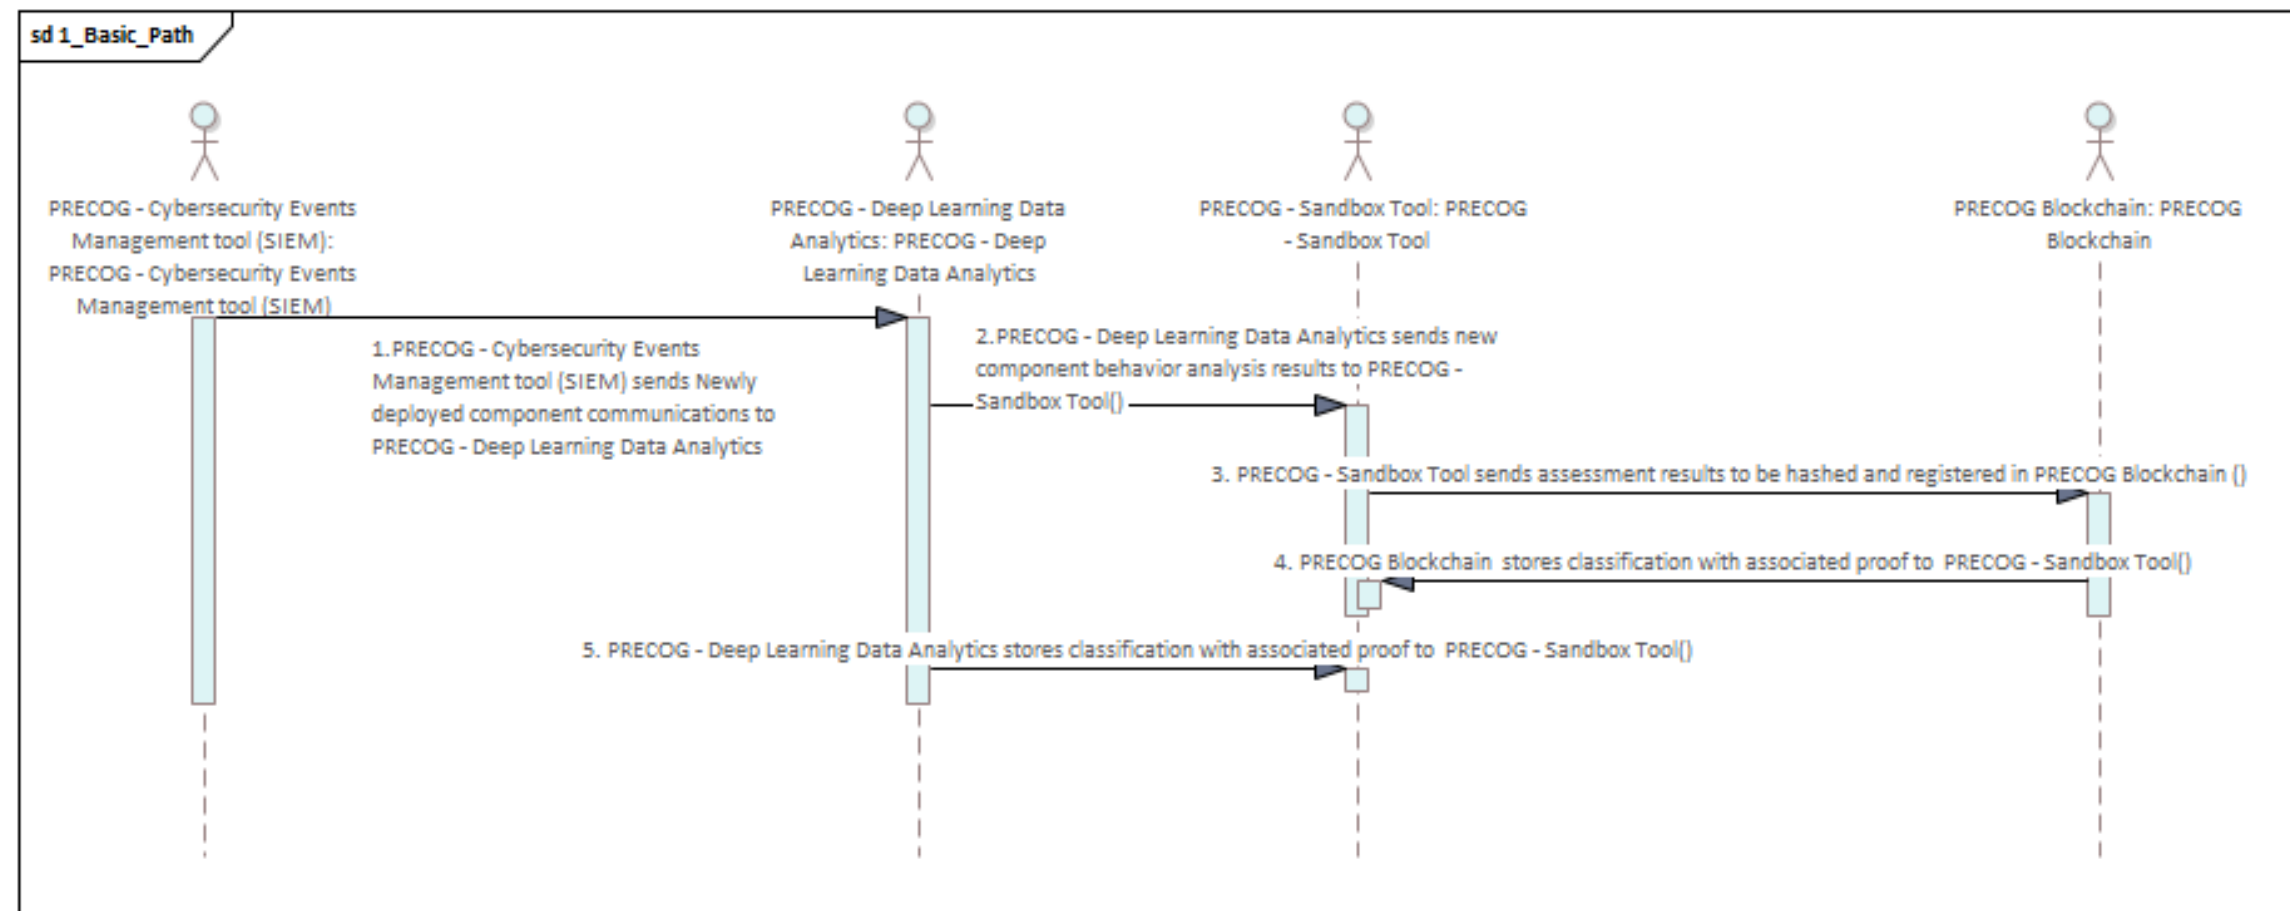 sd 1_Basic_Path
PRECOG - Cybersecurity Events
Management tool (SIEM):
PRECOG - Cybersecurity Events
Management tool (SIEM)
PRECOG - Deep Learning Data
Analytics: PRECOG - Deep
Learning Data Analytics
PRECOG - Sandbox Tool: PRECOG
- Sandbox Tool
PRECOG Blockchain: PRECOG
Blockchain
1.PRECOG - Cybersecurity Events
Management tool (SIEM) sends Newly
deployed component communications to
PRECOG - Deep Learning Data Analytics
2.PRECOG - Deep Learning Data Analytics sends new
component behavior analysis results to PRECOG -
Sandbox Tool()
3. PRECOG - Sandbox Tool sends assessment results to be hashed and registered in PRECOG Blockchain ()
4. PRECOG Blockchain stores classification with associated proof to PRECOG - Sandbox Tool()
5. PRECOG - Deep Learning Data Analytics stores classification with associated proof to PRECOG - Sandbox Tool()